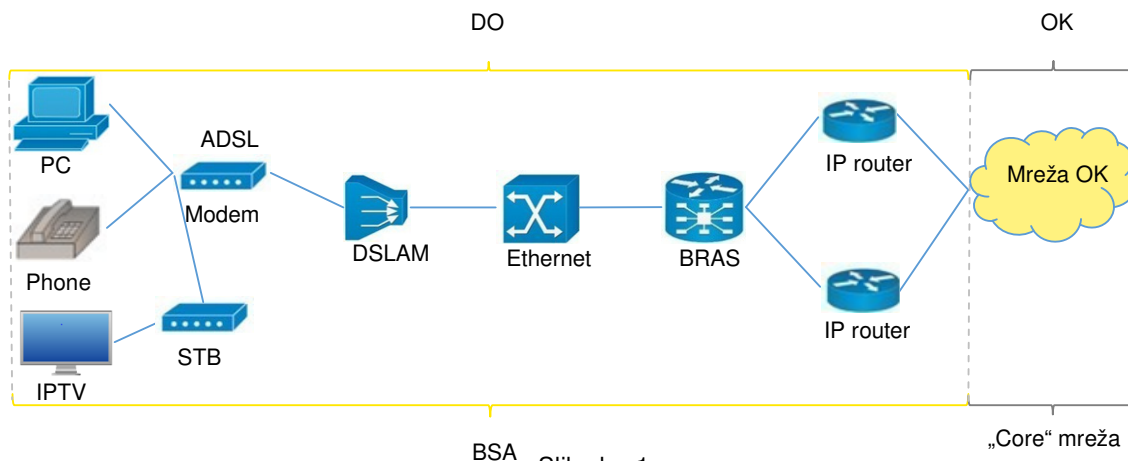 DO
OK
PC
ADSL
Modem
Phone
IPTV
STB
DSLAM
Ethernet
BRAS
IP router
IP router
Mreža OK
BSA
„Core“ mreža